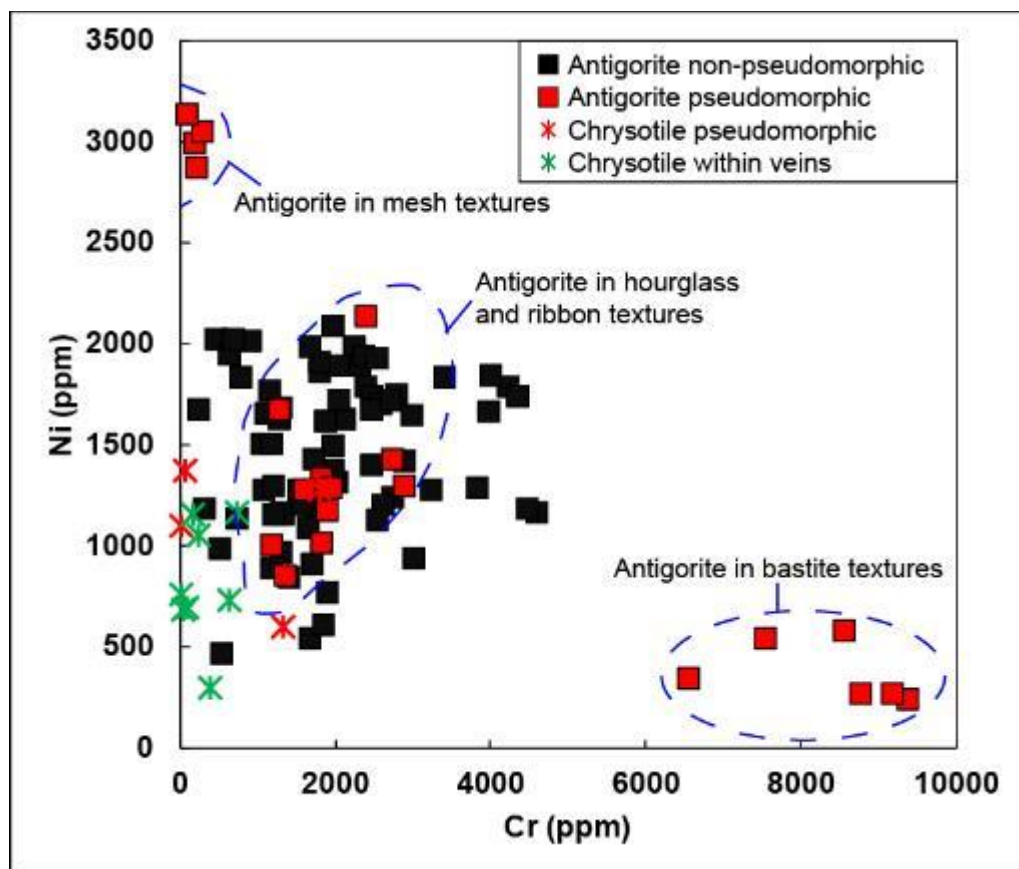 3500
3000
2500
2000
1500
1000
500
0
Ni (ppm)
Antigorite non-pseudomorphic
Antigorite pseudomorphic
Chrysotile pseudomorphic
Chrysotile within veins
Antigorite in mesh textures
Antigorite in hourglass
and ribbon textures
Antigorite in bastite textures
0
2000
4000
6000
8000
10000
Cr (ppm)